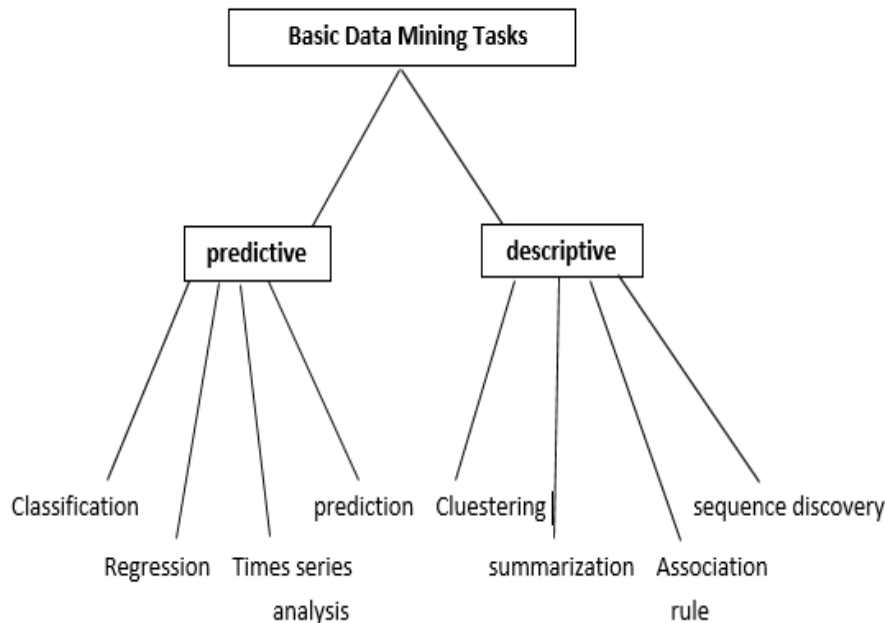 Basic Data Mining Tasks
predictive
descriptive
Classification
prediction
Cluestering
sequence discovery
Regression
Times series
analysis
summarization
Association
rule